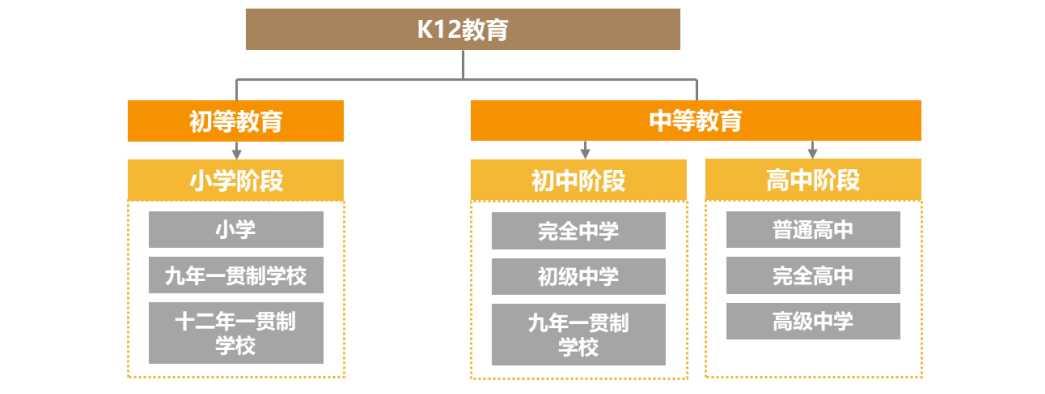 K12教育
初等教育
中等教育
小学阶段
初中阶段
高中阶段
小学
九年一贯制学校
十二年一贯制
学校
完全中学
初级中学
九年一贯制
学校
普通高中
完全高中
高级中学